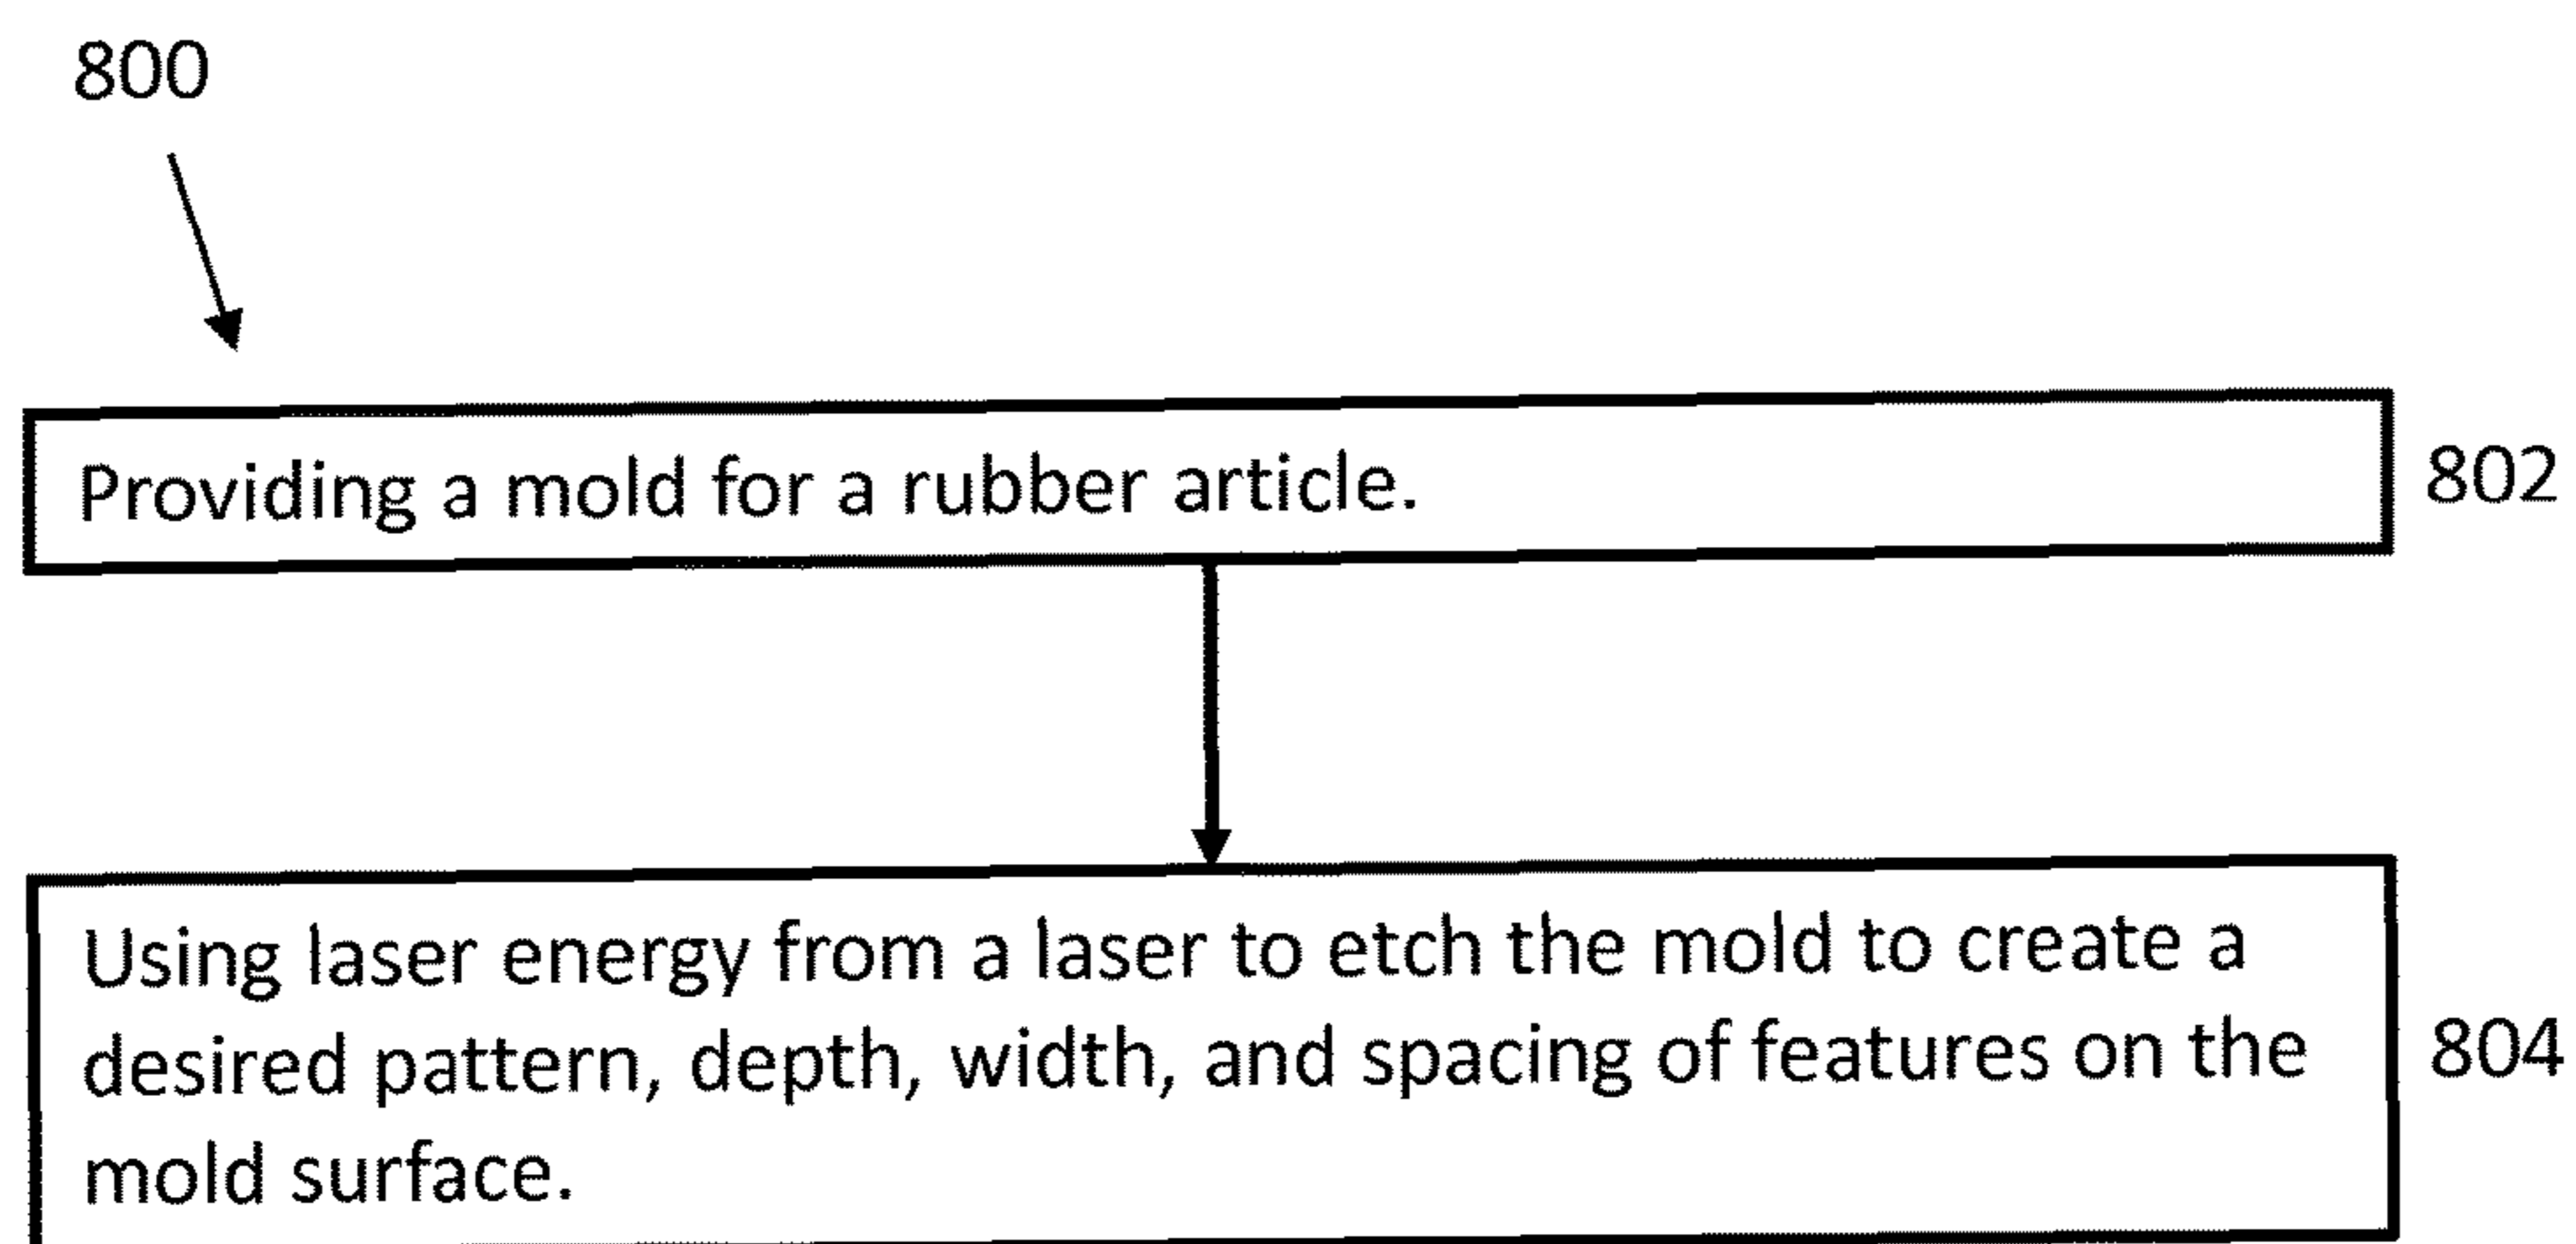 800
Providing a mold for a rubber article.
802
Using laser energy from a laser to etch the mold to create a
desired pattern, depth, width, and spacing of features on the
804
mold surface.